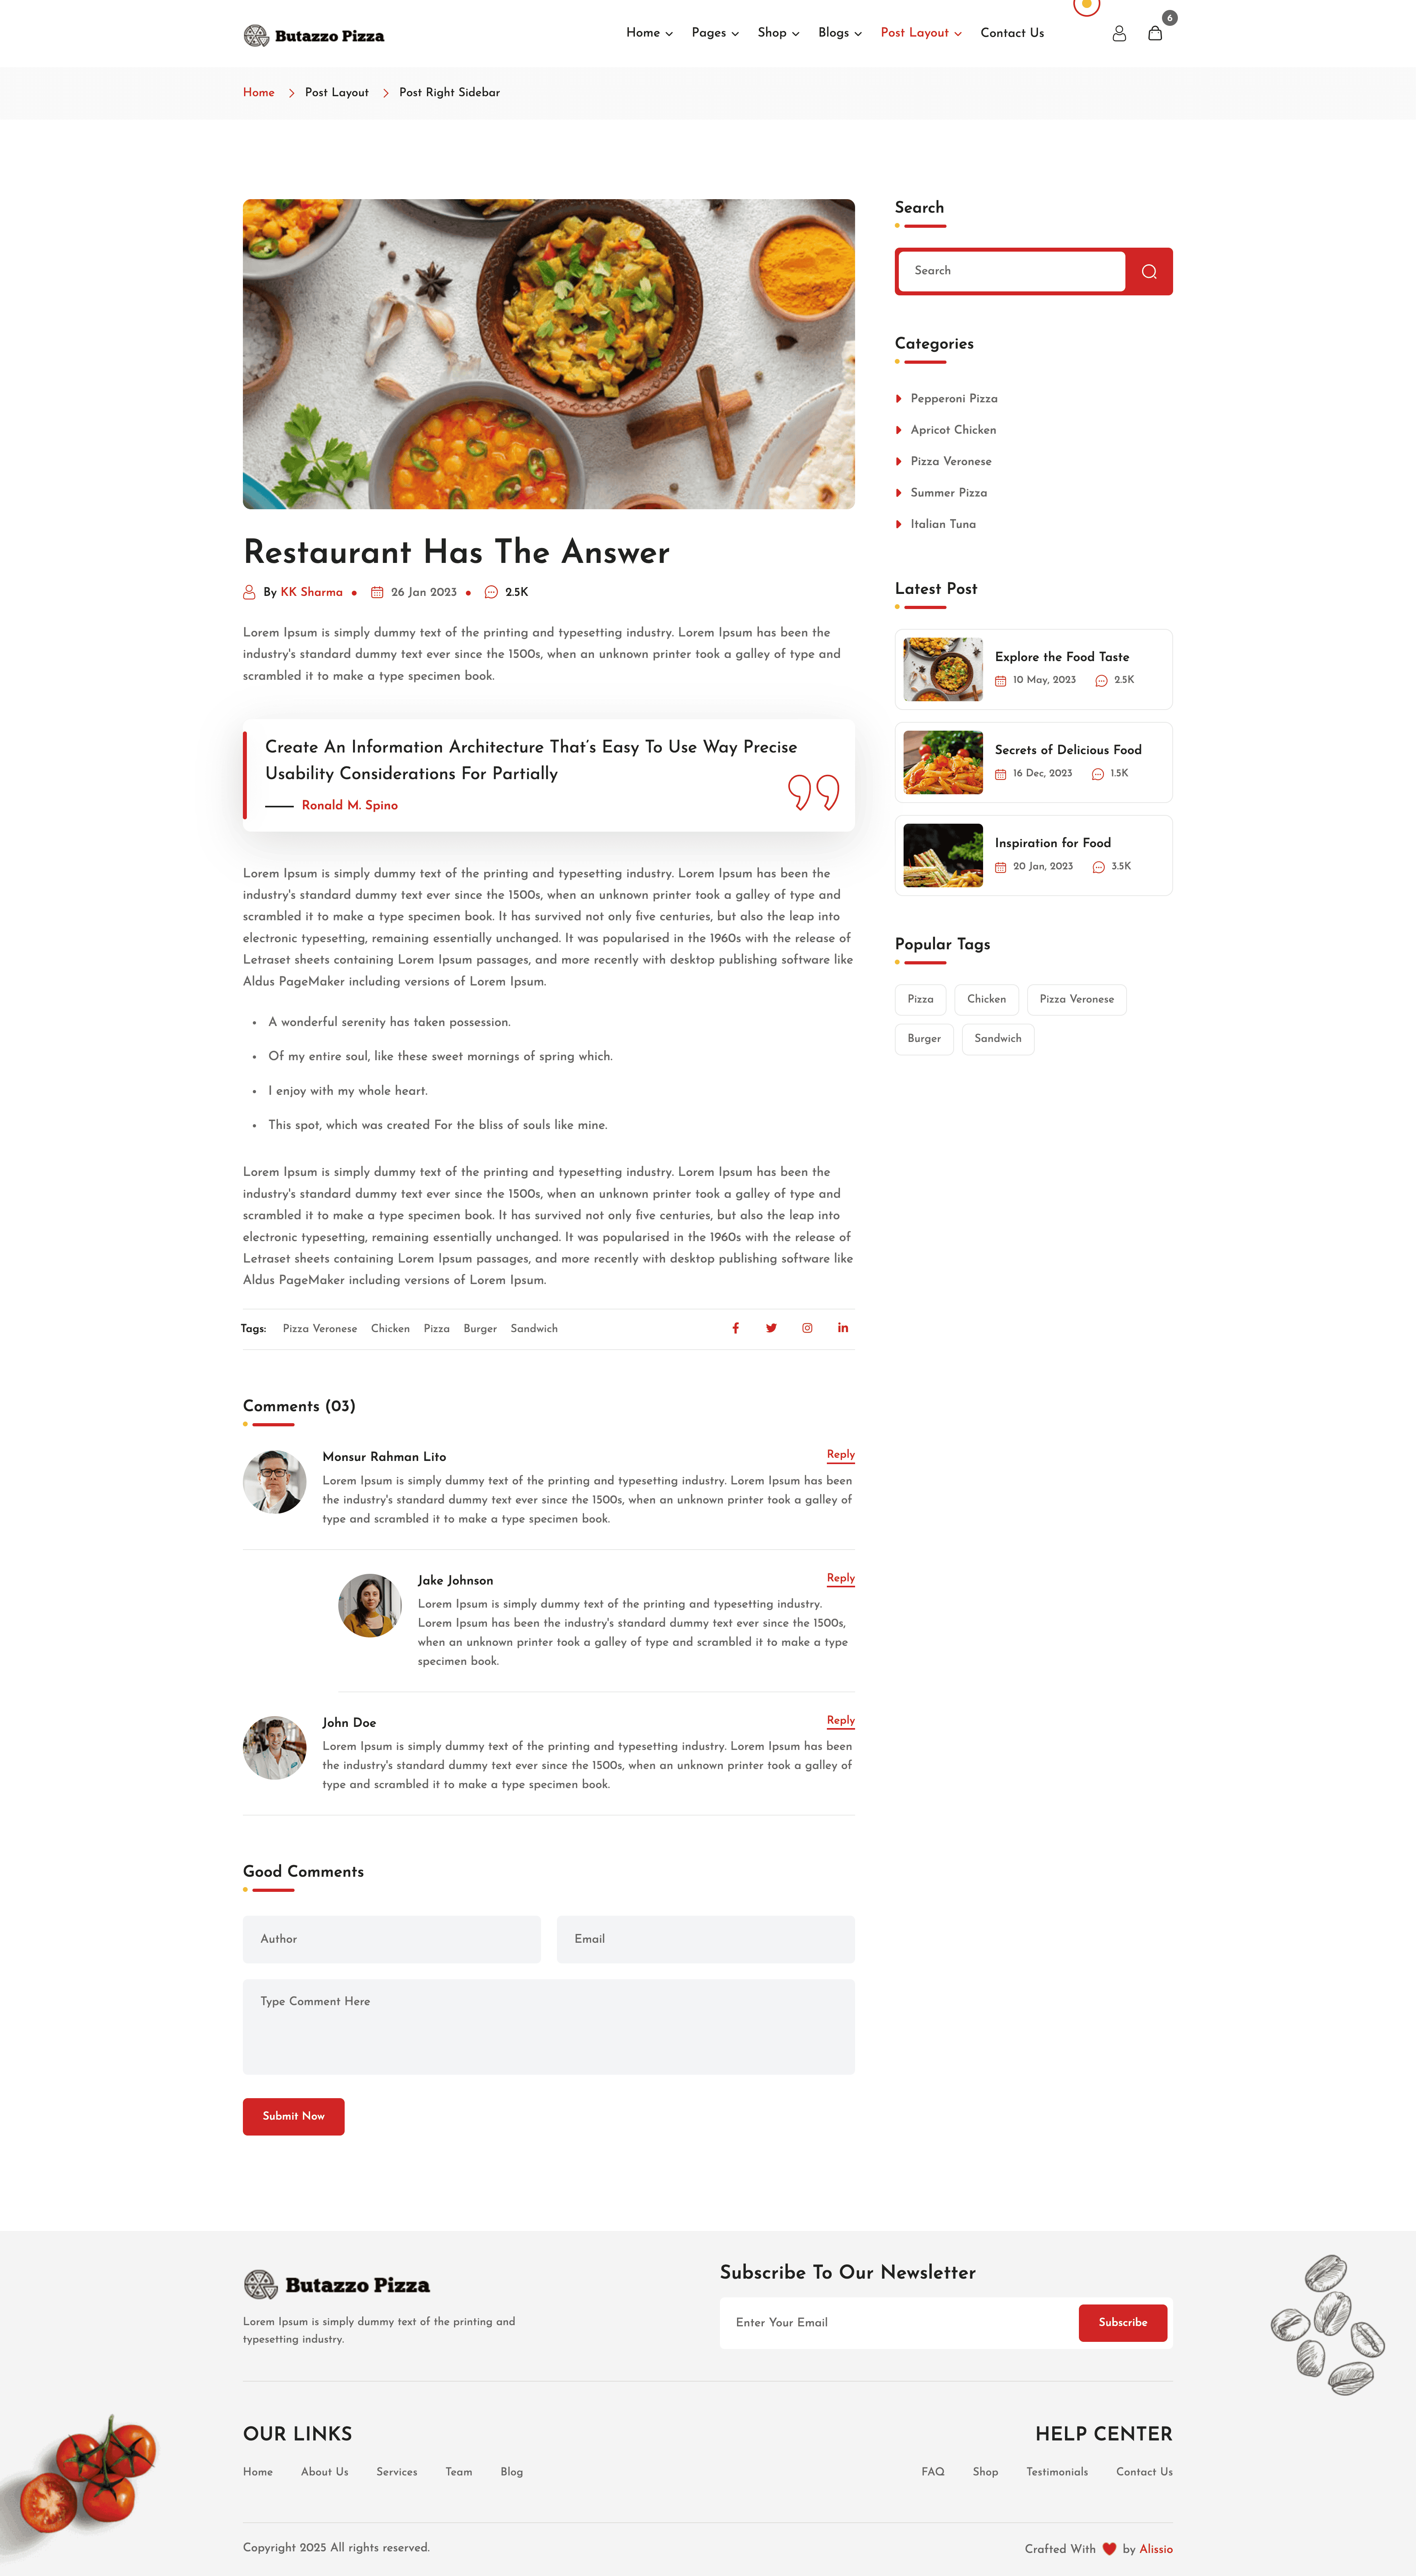 Butazzo Pizza
Home Pages Shop Blogs Post Layout Contact Us
6
Home Post Layout Post Right Sidebar
Restaurant Has The Answer
By KK Sharma 26 Jan 2023 2.5K
Lorem Ipsum is simply dummy text of the printing and typesetting industry. Lorem Ipsum has been the
industry's standard dummy text ever since the 1500s, when an unknown printer took a galley of type and
scrambled it to make a type specimen book.
Create An Information Architecture That's Easy To Use Way Precise
Usability Considerations For Partially
Ronald M. Spino
Lorem Ipsum is simply dummy text of the printing and typesetting industry. Lorem Ipsum has been the
industry's standard dummy text ever since the 1500s, when an unknown printer took a galley of type and
scrambled it to make a type specimen book. It has survived not only five centuries, but also the leap into
electronic typesetting, remaining essentially unchanged. It was popularised in the 1960s with the release of
Letraset sheets containing Lorem Ipsum passages, and more recently with desktop publishing software like
Aldus PageMaker including versions of Lorem Ipsum.
• A wonderful serenity has taken possession.
• Of my entire soul, like these sweet mornings of spring which.
• I enjoy with my whole heart.
• This spot, which was created For the bliss of souls like mine.
Lorem Ipsum is simply dummy text of the printing and typesetting industry. Lorem Ipsum has been the
industry's standard dummy text ever since the 1500s, when an unknown printer took a galley of type and
scrambled it to make a type specimen book. It has survived not only five centuries, but also the leap into
electronic typesetting, remaining essentially unchanged. It was popularised in the 1960s with the release of
Letraset sheets containing Lorem Ipsum passages, and more recently with desktop publishing software like
Aldus PageMaker including versions of Lorem Ipsum.
Tags: Pizza Veronese Chicken Pizza Burger Sandwich
Comments (03)
Monsur Rahman Lito
Reply
Lorem Ipsum is simply dummy text of the printing and typesetting industry. Lorem Ipsum has been
the industry's standard dummy text ever since the 1500s, when an unknown printer took a galley of
type and scrambled it to make a type specimen book.
Jake Johnson
Reply
Lorem Ipsum is simply dummy text of the printing and typesetting industry.
Lorem Ipsum has been the industry's standard dummy text ever since the 1500s,
when an unknown printer took a galley of type and scrambled it to make a type
specimen book.
John Doe
Reply
Lorem Ipsum is simply dummy text of the printing and typesetting industry. Lorem Ipsum has been
the industry's standard dummy text ever since the 1500s, when an unknown printer took a galley of
type and scrambled it to make a type specimen book.
Good Comments
Author
Email
Type Comment Here
Submit Now
Search
Search
Categories
Pepperoni Pizza
Apricot Chicken
Pizza Veronese
Summer Pizza
Italian Tuna
Latest Post
Explore the Food Taste
10 May, 2023 2.5K
Secrets of Delicious Food
16 Dec, 2023 1.5K
Inspiration for Food
20 Jan, 2023 3.5K
Popular Tags
Pizza Chicken Pizza Veronese
Burger Sandwich
Butazzo Pizza
Lorem Ipsum is simply dummy text of the printing and
typesetting industry.
Subscribe To Our Newsletter
Enter Your Email
Subscribe
OUR LINKS
Home About Us Services Team Blog
HELP CENTER
FAQ Shop Testimonials Contact Us
Copyright 2025 All rights reserved.
Crafted With ❤ by Alissio